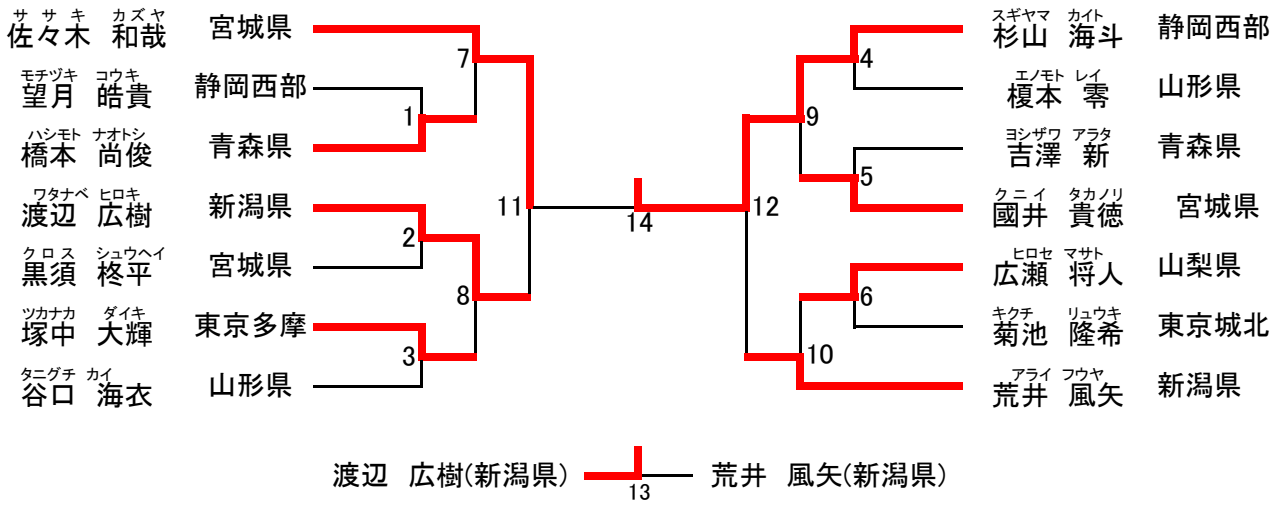 ササキ カズヤ
佐々木 和哉 宮城県
モチヅキ コウキ
望月 皓貴 静岡西部
ハシモト ナオトシ
橋本 尚俊 青森県
ワタナベ ヒロキ
渡辺 広樹 新潟県
クロス シュウヘイ
黒須 柊平 宮城県
ツカナカ ダイキ
塚中 大輝 東京多摩
タニグチ カイ
谷口 海衣 山形県
7
1
2
8
3
11
14
12
4
9
5
6
10
スギヤマ カイト
杉山 海斗 静岡西部
エノモト レイ
榎本 零 山形県
ヨシザワ アラタ
吉澤 新 青森県
クニイ タカノリ
國井 貴徳 宮城県
ヒロセ マサト
広瀬 将人 山梨県
キクチ リュウキ
菊池 隆希 東京城北
アライ フウヤ
荒井 風矢 新潟県
渡辺 広樹(新潟県) 荒井 風矢(新潟県)
13